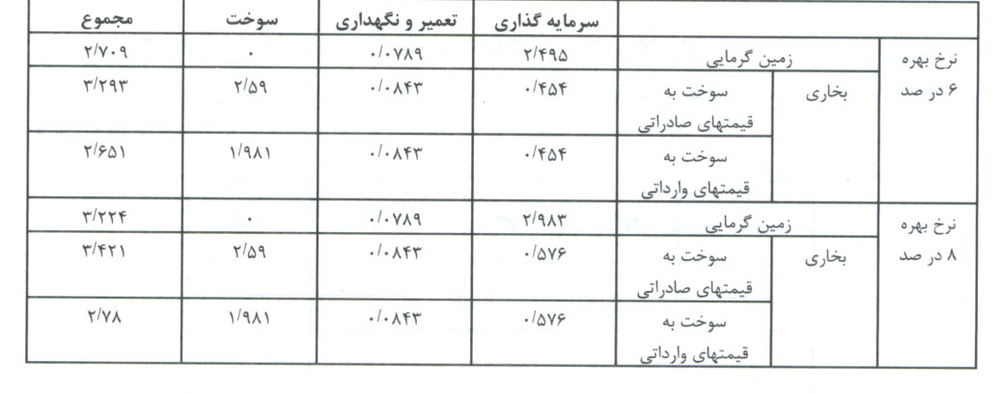 سرمایه گذاری	تعمیر و نگهداری	سوخت	مجموع
نرخ بهره ۶ در صد	زمین گرمایی	۲/۴۹۵	۰/۰۷۸۹	۰	۲/۷۰۹
بخاری	سوخت به قیمتهای صادراتی	۰/۴۵۴	۰/۰۸۴۳	۲/۵۹	۳/۲۹۳
سوخت به قیمتهای وارداتی	۰/۴۵۴	۰/۰۸۴۳	۱/۹۸۱	۲/۶۵۱
نرخ بهره ۸ در صد	زمین گرمایی	۲/۹۸۳	۰/۰۷۸۹	۰	۳/۲۲۴
بخاری	سوخت به قیمتهای صادراتی	۰/۵۷۶	۰/۰۸۴۳	۲/۵۹	۳/۴۲۱
سوخت به قیمتهای وارداتی	۰/۵۷۶	۰/۰۸۴۳	۱/۹۸۱	۲/۷۸